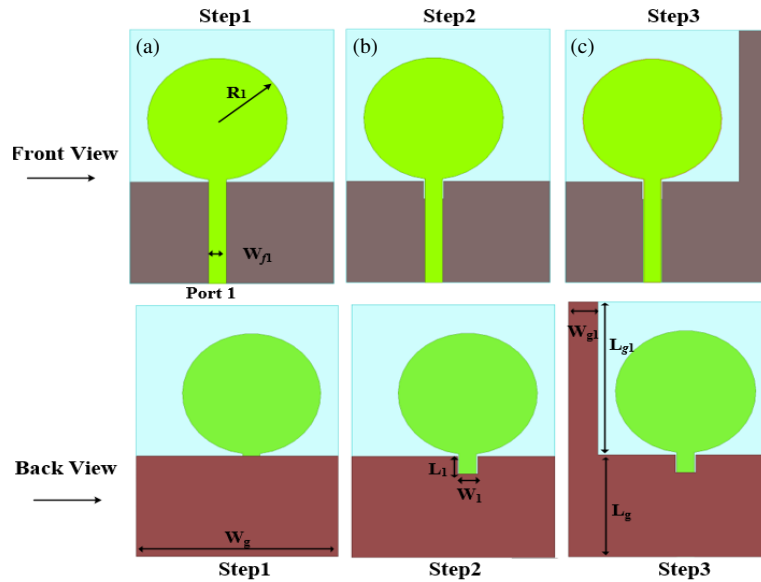 Step1 Step2 Step3
(a) (b) (c)
R1
Front View
Wf1
Port 1
Wg1
Lg1
Back View
L1
W1
Lg
Wg
Step1 Step2 Step3